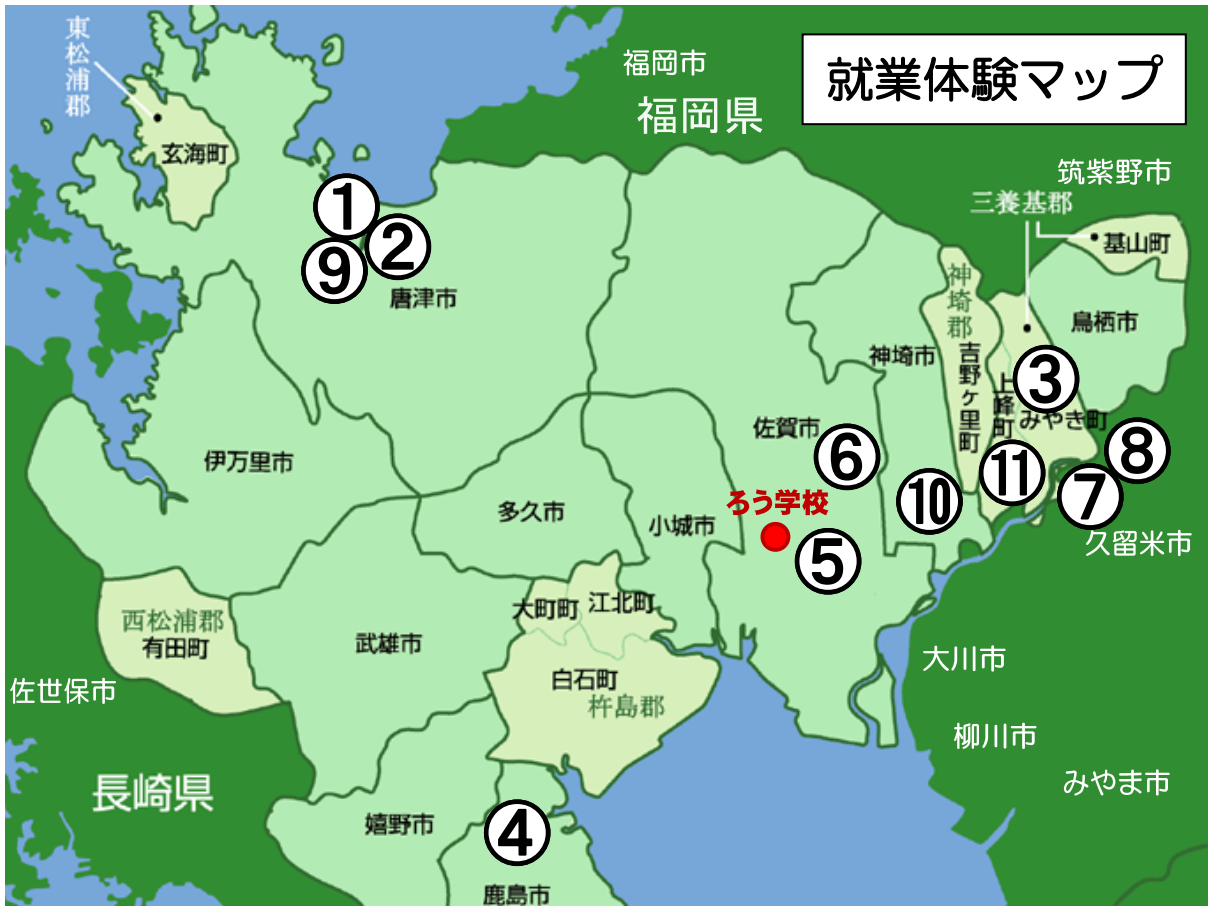 就業体験マップ
東松浦郡
玄海町
福岡市
福岡県
筑紫野市
三養基郡
基山町
①
②
⑨
唐津市
神埼郡
鳥栖市
神埼市
吉野ヶ里町
上峰町
③
みやき町
伊万里市
佐賀市
⑥
⑧
⑪
⑦
⑩
多久市
小城市
ろう学校
⑤
久留米市
大町町
江北町
西松浦郡
有田町
武雄市
大川市
佐世保市
白石町
杵島郡
柳川市
みやま市
長崎県
嬉野市
④
鹿島市